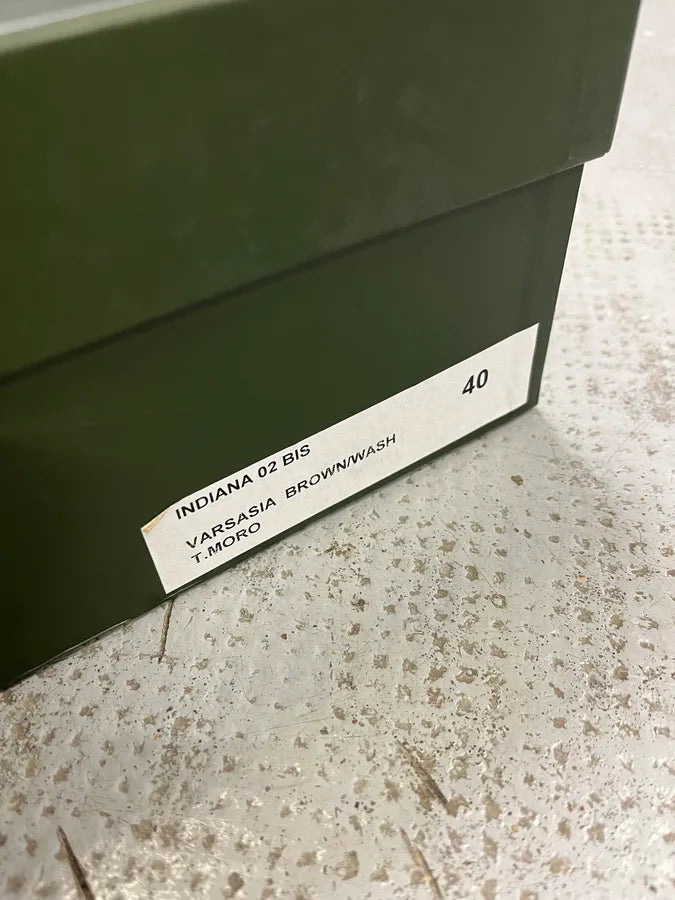 40
INDIANA 02 BIS
VARSASIA BROWN/WASH
T.MORO